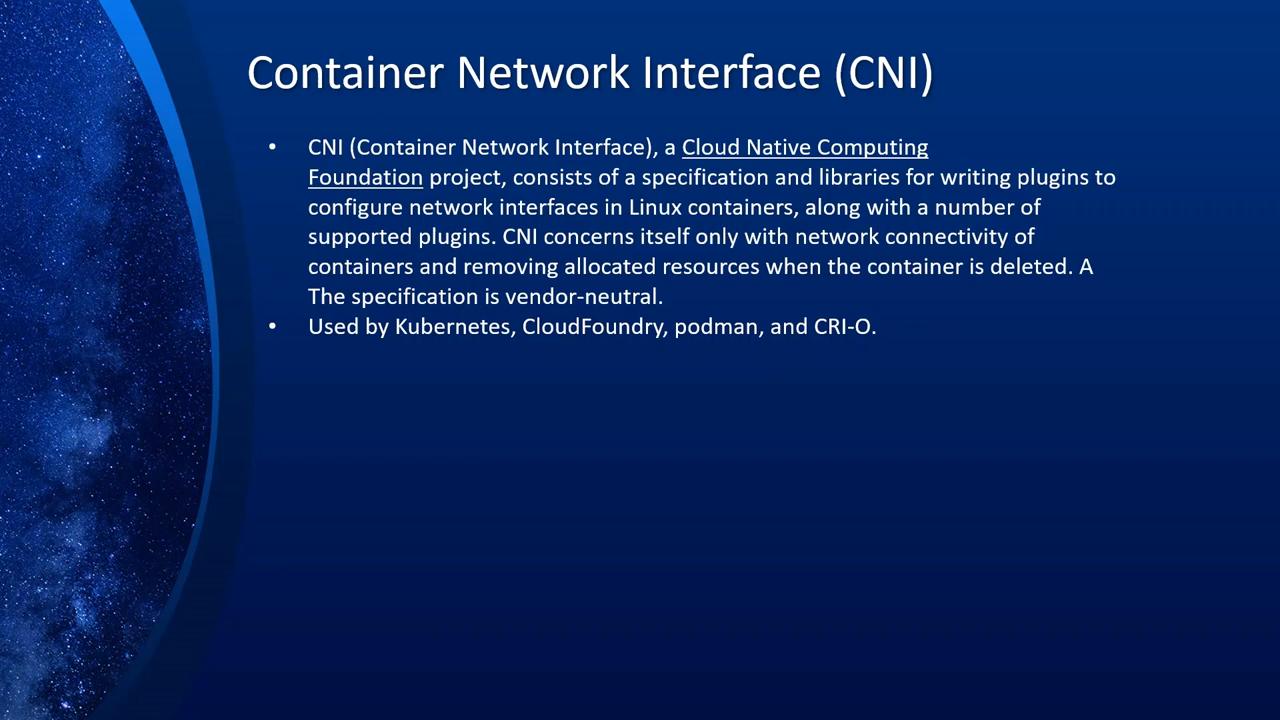 Container Network Interface (CNI)
• CNI (Container Network Interface), a Cloud Native Computing
Foundation project, consists of a specification and libraries for writing plugins to
configure network interfaces in Linux containers, along with a number of
supported plugins. CNI concerns itself only with network connectivity of
containers and removing allocated resources when the container is deleted. A
The specification is vendor-neutral.
• Used by Kubernetes, CloudFoundry, podman, and CRI-O.